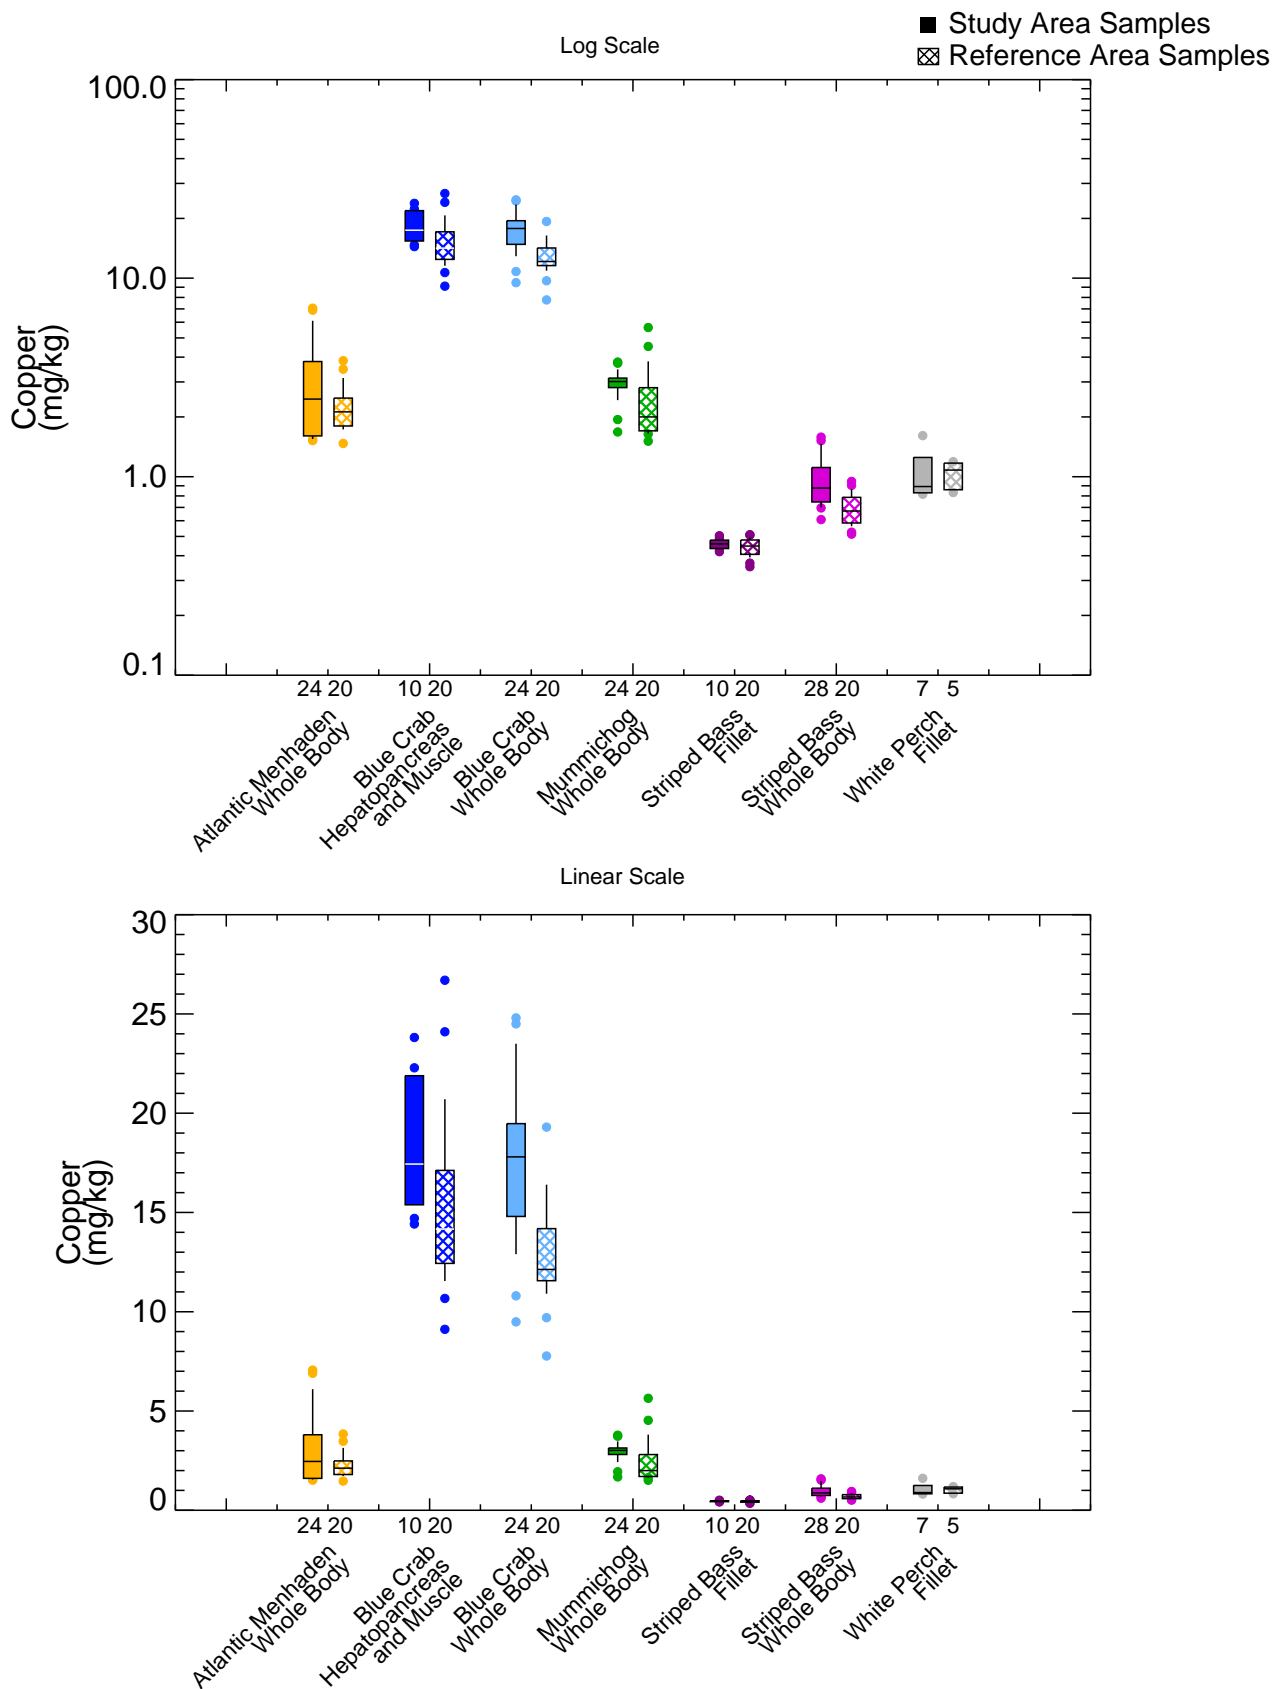 Study Area Samples
Reference Area Samples
Log Scale
100.0
10.0
1.0
0.1
Copper
(mg/kg)
24 20 10 20 24 20 24 20 10 20 28 20 7 5
Atlantic Menhaden
Whole Body
Blue Crab
Hepatopancreas
and Muscle
Blue Crab
Whole Body
Mummichog
Whole Body
Striped Bass
Fillet
Striped Bass
Whole Body
White Perch
Fillet
Linear Scale
30
25
20
15
10
5
0
Copper
(mg/kg)
24 20 10 20 24 20 24 20 10 20 28 20 7 5
Atlantic Menhaden
Whole Body
Blue Crab
Hepatopancreas
and Muscle
Blue Crab
Whole Body
Mummichog
Whole Body
Striped Bass
Fillet
Striped Bass
Whole Body
White Perch
Fillet